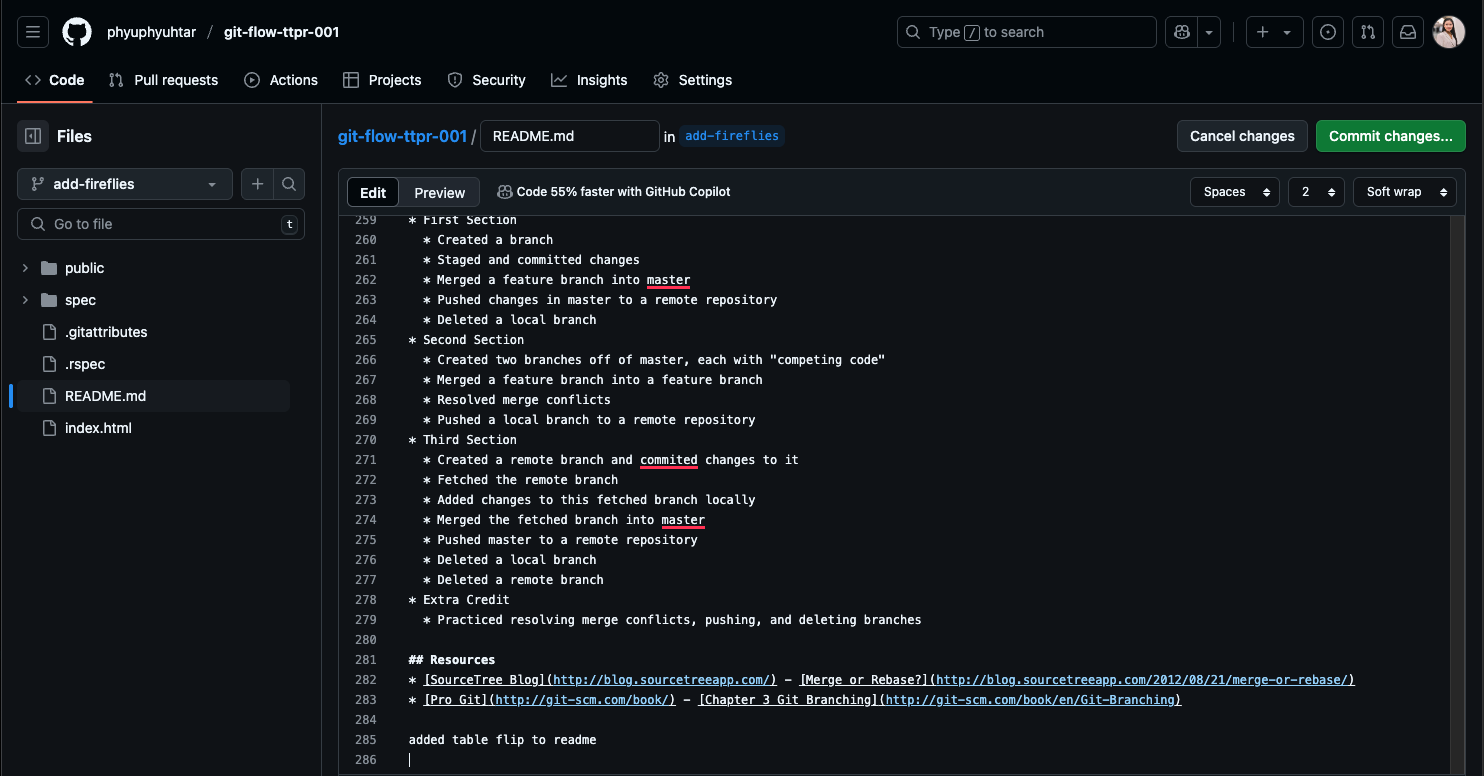 phyuphyuhtar / git-flow-ttpr-001
Type / to search
Code Pull requests Actions Projects Security Insights Settings
Files
add-fireflies
Go to file t
public
spec
.gitattributes
.rspec
README.md
index.html
git-flow-ttpr-001 / README.md in add-fireflies
Cancel changes Commit changes...
Edit Preview Code 55% faster with GitHub Copilot Spaces 2 Soft wrap
259 * First Section
260 * Created a branch
261 * Staged and committed changes
262 * Merged a feature branch into master
263 * Pushed changes in master to a remote repository
264 * Deleted a local branch
265 * Second Section
266 * Created two branches off of master, each with "competing code"
267 * Merged a feature branch into a feature branch
268 * Resolved merge conflicts
269 * Pushed a local branch to a remote repository
270 * Third Section
271 * Created a remote branch and commited changes to it
272 * Fetched the remote branch
273 * Added changes to this fetched branch locally
274 * Merged the fetched branch into master
275 * Pushed master to a remote repository
276 * Deleted a local branch
277 * Deleted a remote branch
278 * Extra Credit
279 * Practiced resolving merge conflicts, pushing, and deleting branches
280
281 ## Resources
282 * [SourceTree Blog](http://blog.sourcetreeapp.com/) - [Merge or Rebase?](http://blog.sourcetreeapp.com/2012/08/21/merge-or-rebase/)
283 * [Pro Git](http://git-scm.com/book/) - [Chapter 3 Git Branching](http://git-scm.com/book/en/Git-Branching)
284
285 added table flip to readme
286